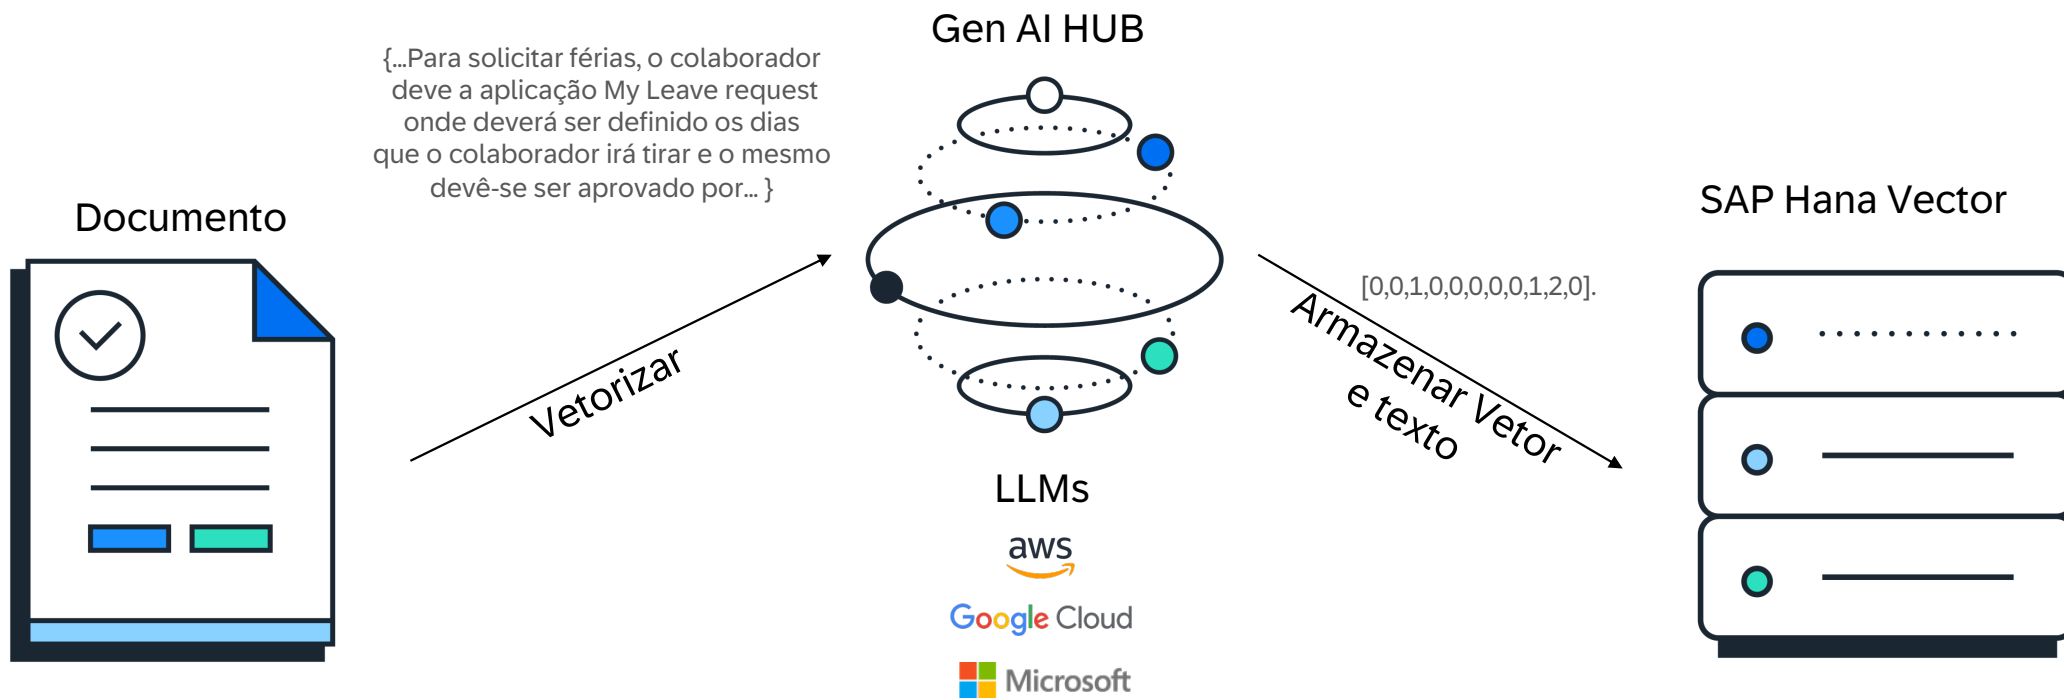 Documento
{...Para solicitar férias, o colaborador
deve a aplicação My Leave request
onde deverá ser definido os dias
que o colaborador irá tirar e o mesmo
devê-se ser aprovado por... }
Vetorizar
Gen AI HUB
LLMs
aws
Google Cloud
Microsoft
[0,0,1,0,0,0,0,0,1,2,0].
Armazenar Vetor
e texto
SAP Hana Vector